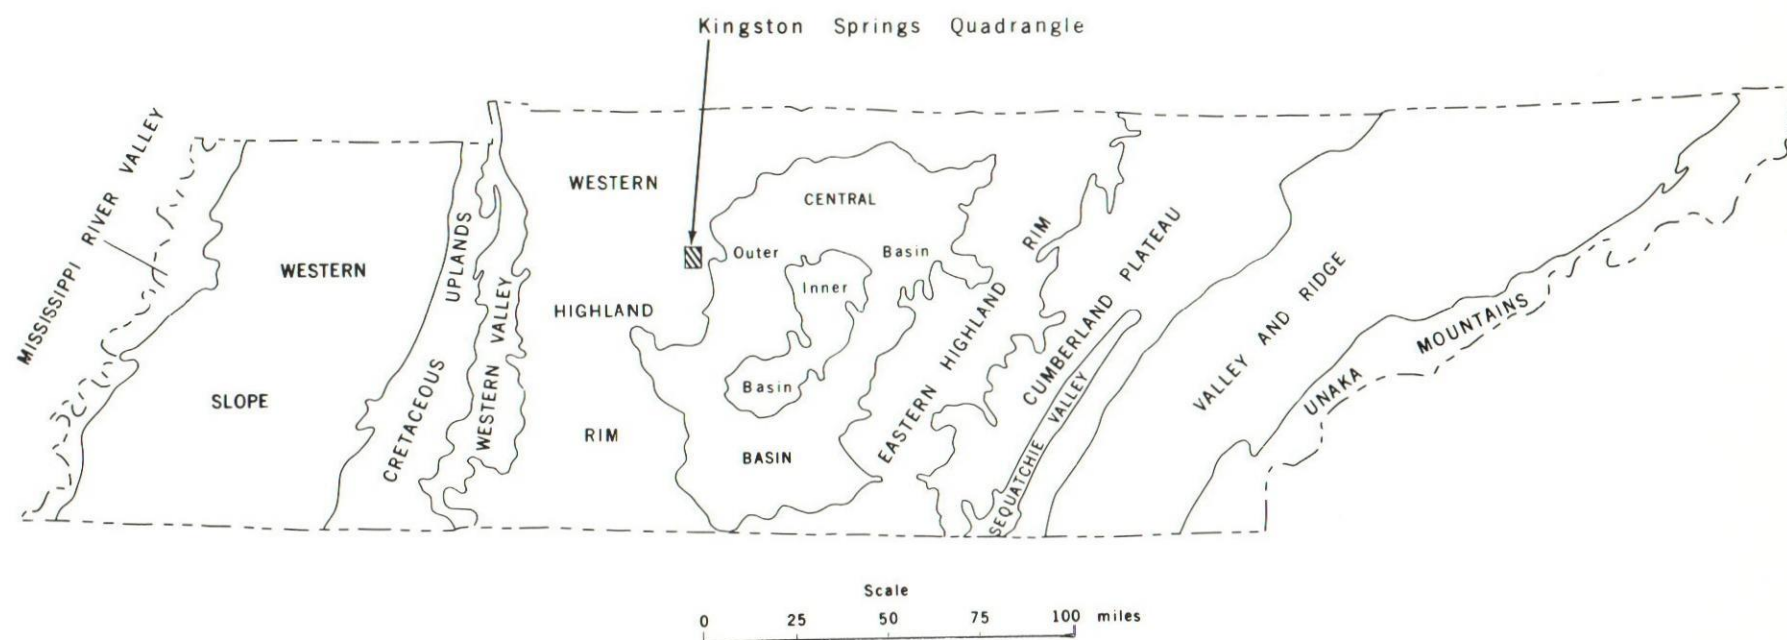 Kingston Springs Quadrangle
MISSISSIPPI RIVER VALLEY
WESTERN
SLOPE
CRETACEOUS UPLANDS
WESTERN VALLEY
WESTERN
HIGHLAND
RIM
CENTRAL
Outer Basin
Inner
Basin
BASIN
EASTERN HIGHLAND RIM
CUMBERLAND PLATEAU
SEQUATCHIE VALLEY
VALLEY AND RIDGE
UNAKA MOUNTAINS
Scale
0 25 50 75 100 miles